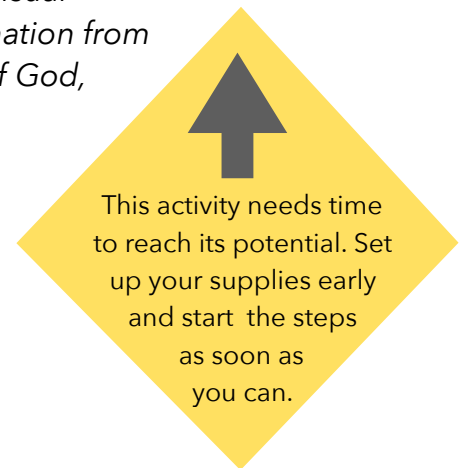 nation from
f God,
This activity needs time
to reach its potential. Set
up your supplies early
and start the steps
as soon as
you can.